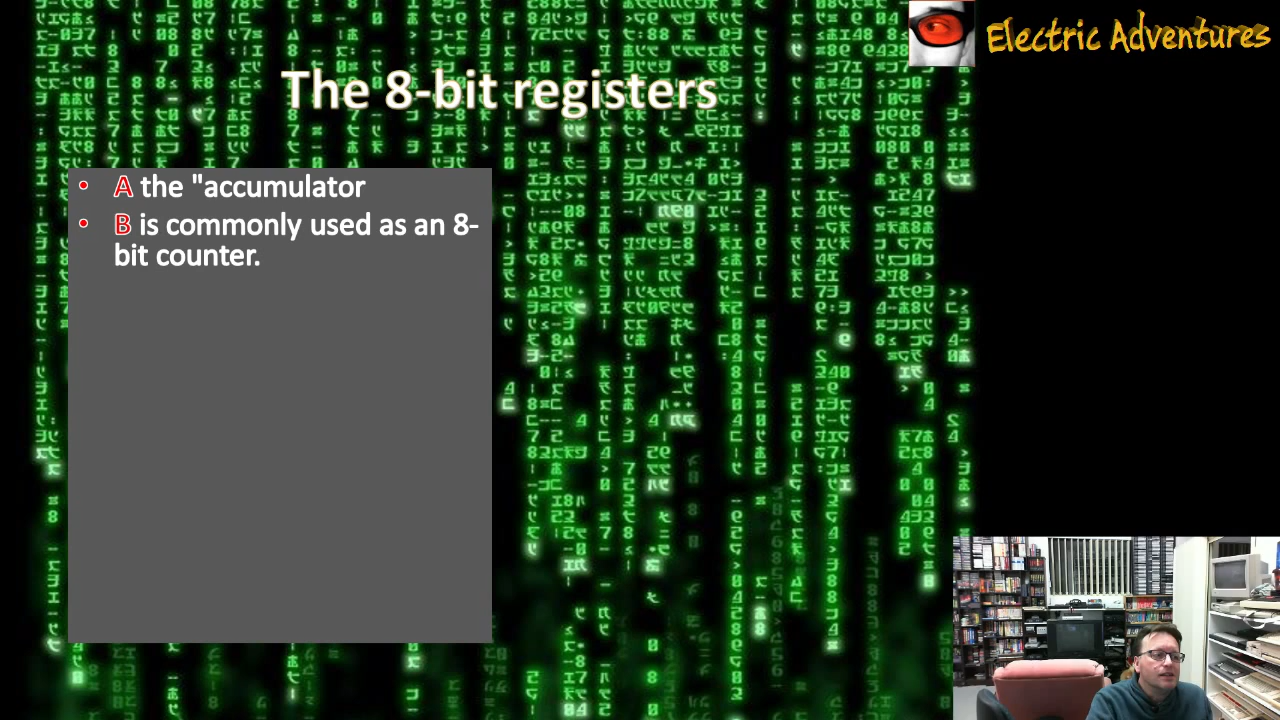 Electric Adventures
The 8-bit registers
• A the "accumulator
• B is commonly used as an 8-
bit counter.